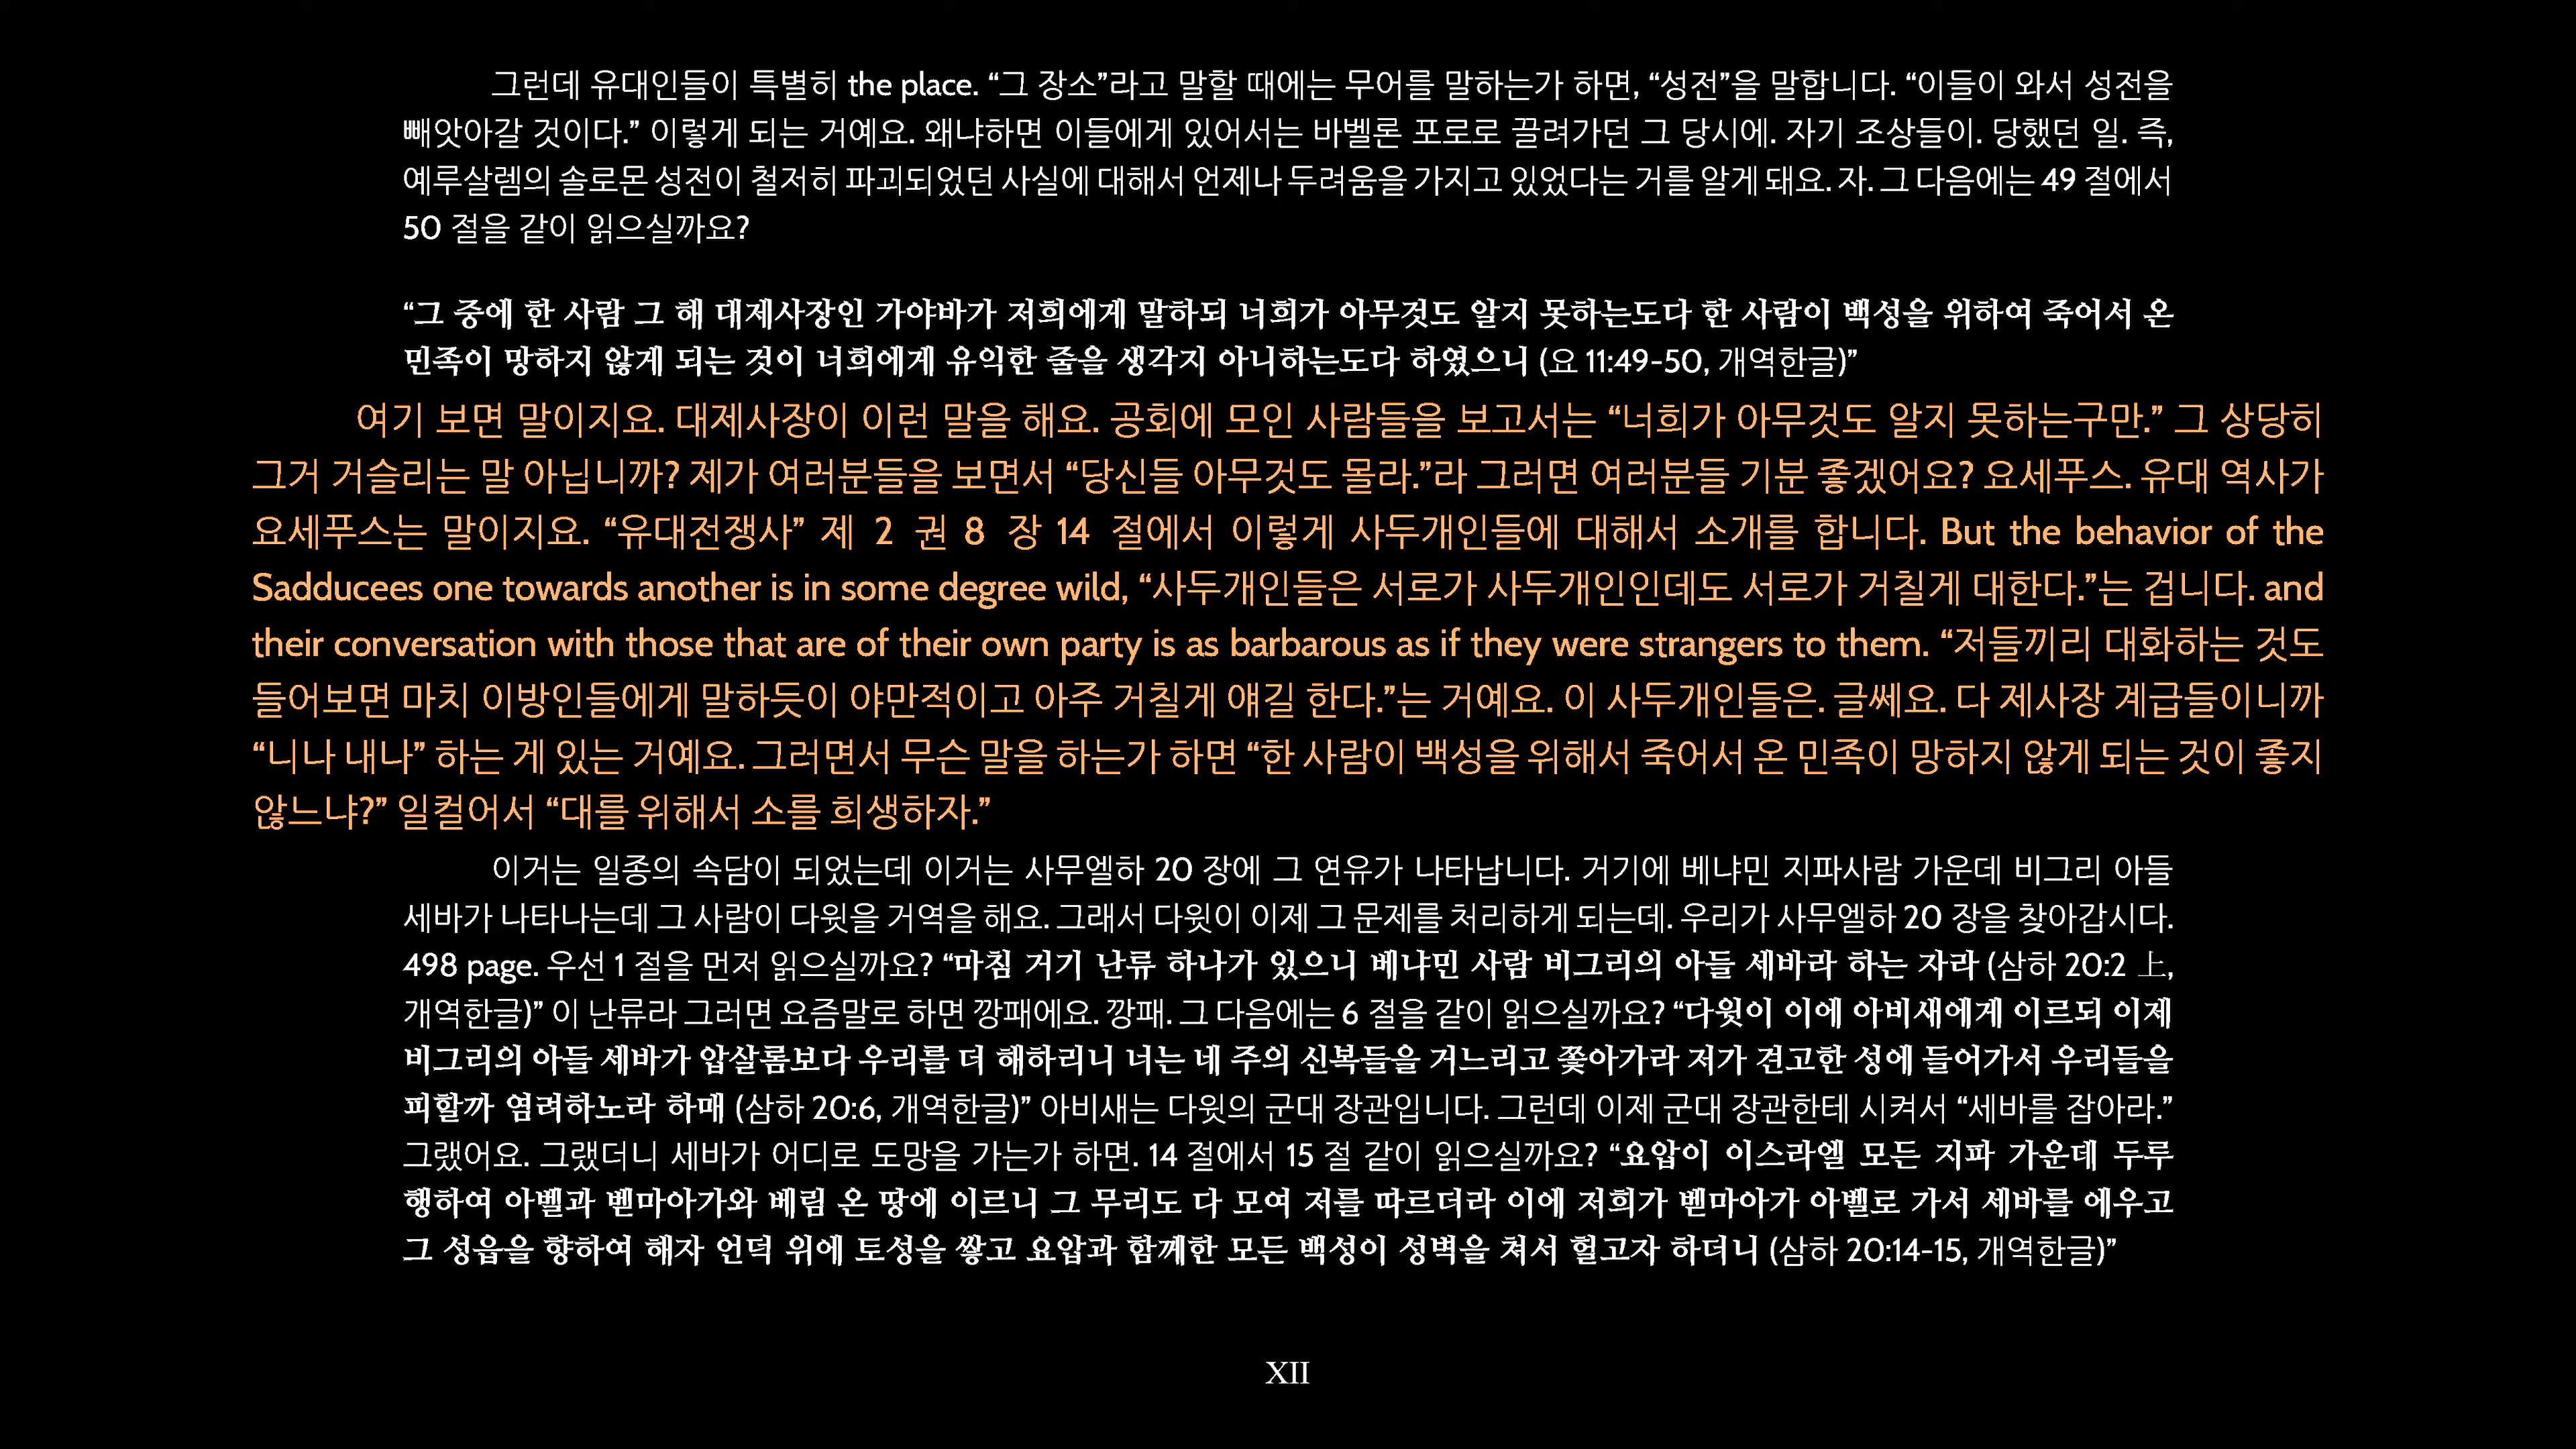 그런데 유대인들이 특별히 the place. “그 장소”라고 말할 때에는 무어를 말하는가 하면, “성전”을 말합니다. “이들이 와서 성전을
빼앗아갈 것이다.” 이렇게 되는 거예요. 왜냐하면 이들에게 있어서는 바벨론 포로로 끌려가던 그 당시에. 자기 조상들이. 당했던 일. 즉,
예루살렘의 솔로몬 성전이 철저히 파괴되었던 사실에 대해서 언제나 두려움을 가지고 있었다는 거를 알게 돼요. 자. 그 다음에는 49 절에서
50 절을 같이 읽으실까요?
“그 중에 한 사람 그 해 대제사장인 가야바가 저희에게 말하되 너희가 아무것도 알지 못하는도다 한 사람이 백성을 위하여 죽어서 온
민족이 망하지 않게 되는 것이 너희에게 유익한 줄을 생각지 아니하는도다 하였으니 (요 11:49-50, 개역한글)”
여기 보면 말이지요. 대제사장이 이런 말을 해요. 공회에 모인 사람들을 보고서는 “너희가 아무것도 알지 못하는구만.” 그 상당히
그거 거슬리는 말 아닙니까? 제가 여러분들을 보면서 “당신들 아무것도 몰라.”라 그러면 여러분들 기분 좋겠어요? 요세푸스. 유대 역사가
요세푸스는 말이지요. “유대전쟁사” 제 2 권 8 장 14 절에서 이렇게 사두개인들에 대해서 소개를 합니다. But the behavior of the
Sadducees one towards another is in some degree wild, “사두개인들은 서로가 사두개인인데도 서로가 거칠게 대한다.”는 겁니다. and
their conversation with those that are of their own party is as barbarous as if they were strangers to them. “저들끼리 대화하는 것도
들어보면 마치 이방인들에게 말하듯이 야만적이고 아주 거칠게 얘길 한다.”는 거예요. 이 사두개인들은. 글쎄요. 다 제사장 계급들이니까
“니나 내나” 하는 게 있는 거예요. 그러면서 무슨 말을 하는가 하면 “한 사람이 백성을 위해서 죽어서 온 민족이 망하지 않게 되는 것이 좋지
않느냐?” 일컬어서 “대를 위해서 소를 희생하자.”
이거는 일종의 속담이 되었는데 이거는 사무엘하 20 장에 그 연유가 나타납니다. 거기에 베냐민 지파사람 가운데 비그리 아들
세바가 나타나는데 그 사람이 다윗을 거역을 해요. 그래서 다윗이 이제 그 문제를 처리하게 되는데. 우리가 사무엘하 20 장을 찾아갑시다.
498 page. 우선 1 절을 먼저 읽으실까요? “마침 거기 난류 하나가 있으니 베냐민 사람 비그리의 아들 세바라 하는 자라 (삼하 20:2 上,
개역한글)” 이 난류라 그러면 요즘말로 하면 깡패에요. 깡패. 그 다음에는 6 절을 같이 읽으실까요? “다윗이 이에 아비새에게 이르되 이제
비그리의 아들 세바가 압살롬보다 우리를 더 해하리니 너는 네 주의 신복들을 거느리고 쫓아가라 저가 견고한 성에 들어가서 우리들을
피할까 염려하노라 하매 (삼하 20:6, 개역한글)” 아비새는 다윗의 군대 장관입니다. 그런데 이제 군대 장관한테 시켜서 “세바를 잡아라.”
그랬어요. 그랬더니 세바가 어디로 도망을 가는가 하면. 14 절에서 15 절 같이 읽으실까요? “요압이 이스라엘 모든 지파 가운데 두루
행하여 아벨과 벧마아가와 베림 온 땅에 이르니 그 무리도 다 모여 저를 따르더라 이에 저희가 벧마아가 아벨로 가서 세바를 에우고
그 성읍을 향하여 해자 언덕 위에 토성을 쌓고 요압과 함께한 모든 백성이 성벽을 쳐서 헐고자 하더니 (삼하 20:14-15, 개역한글)”
XII